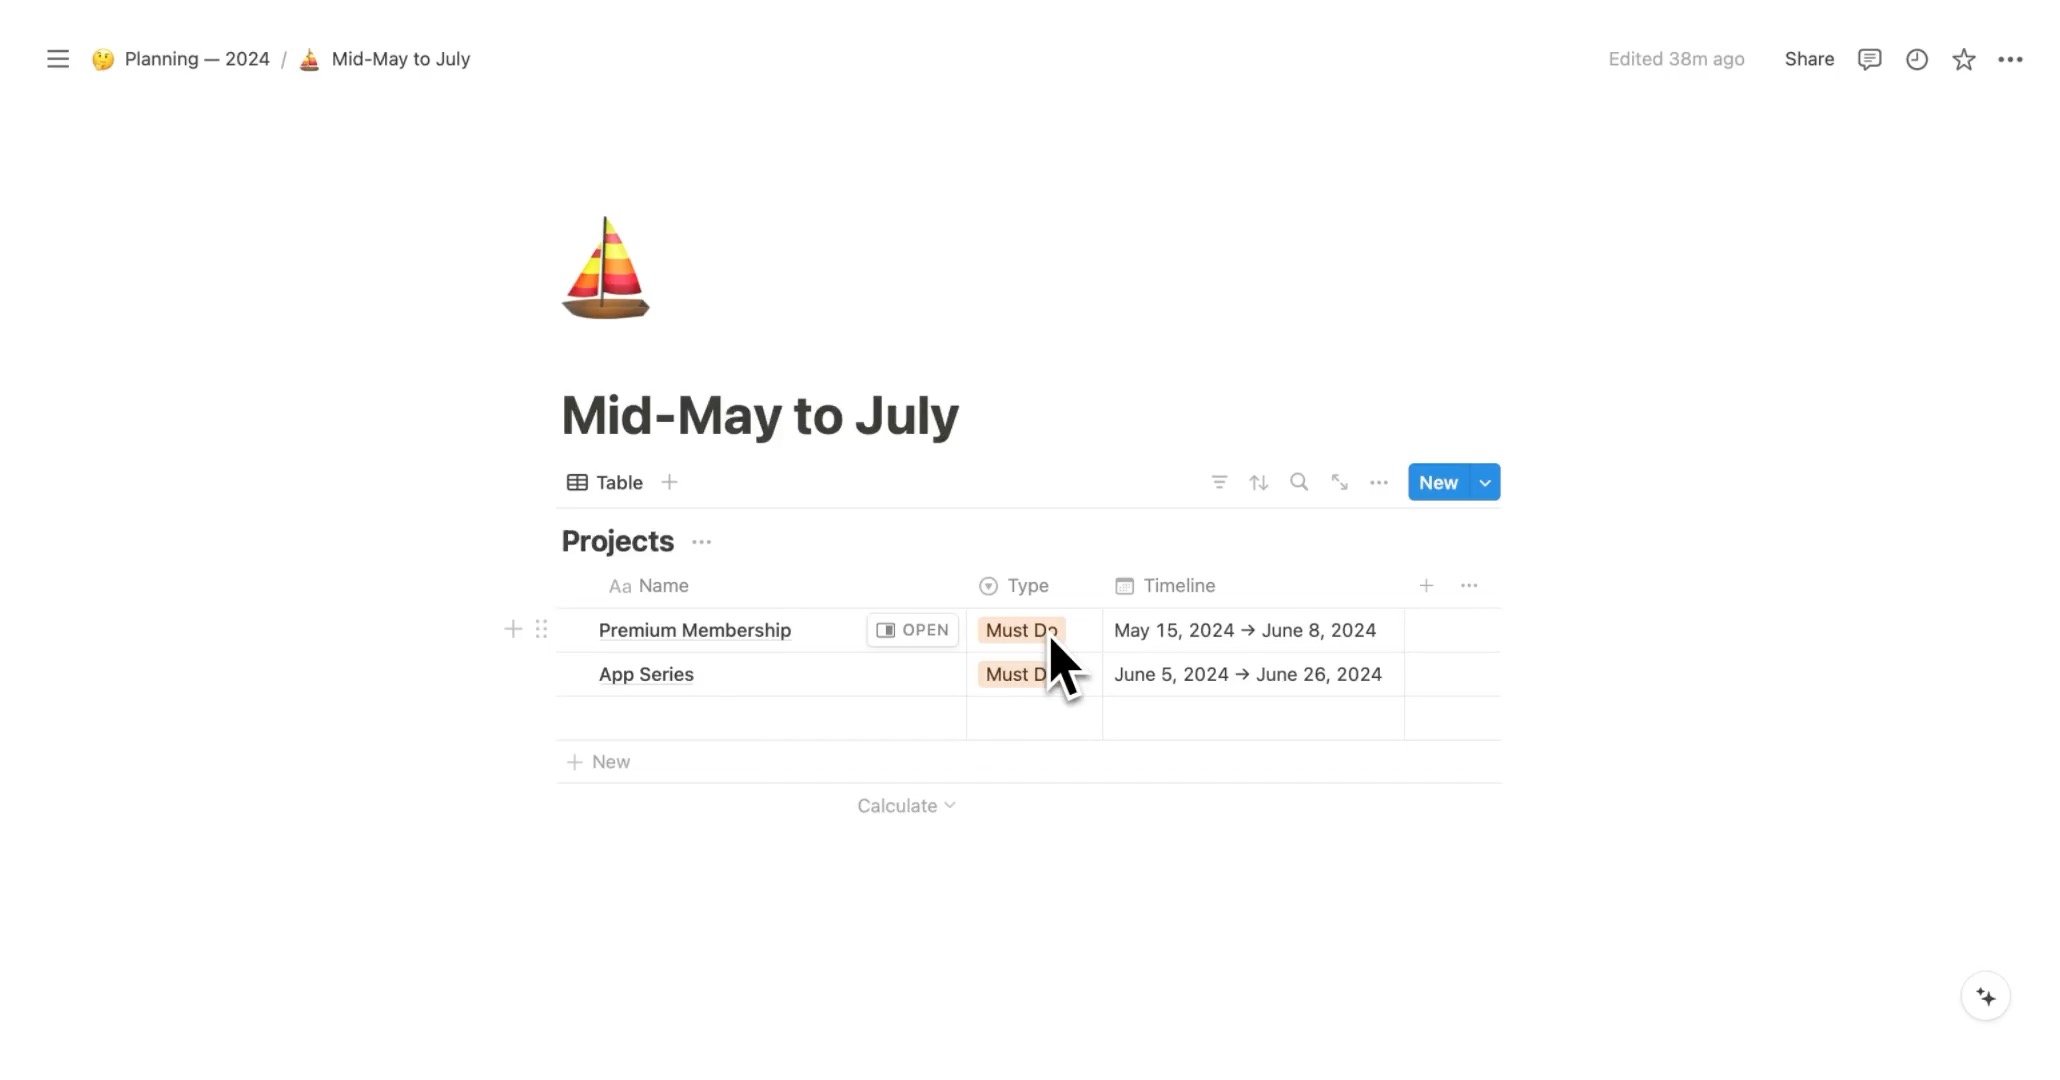 Planning — 2024 / Mid-May to July
Edited 38m ago Share
Mid-May to July
Table
New
Projects
Aa Name Type Timeline
Premium Membership OPEN Must Do May 15, 2024 → June 8, 2024
App Series Must D June 5, 2024 → June 26, 2024
New
Calculate